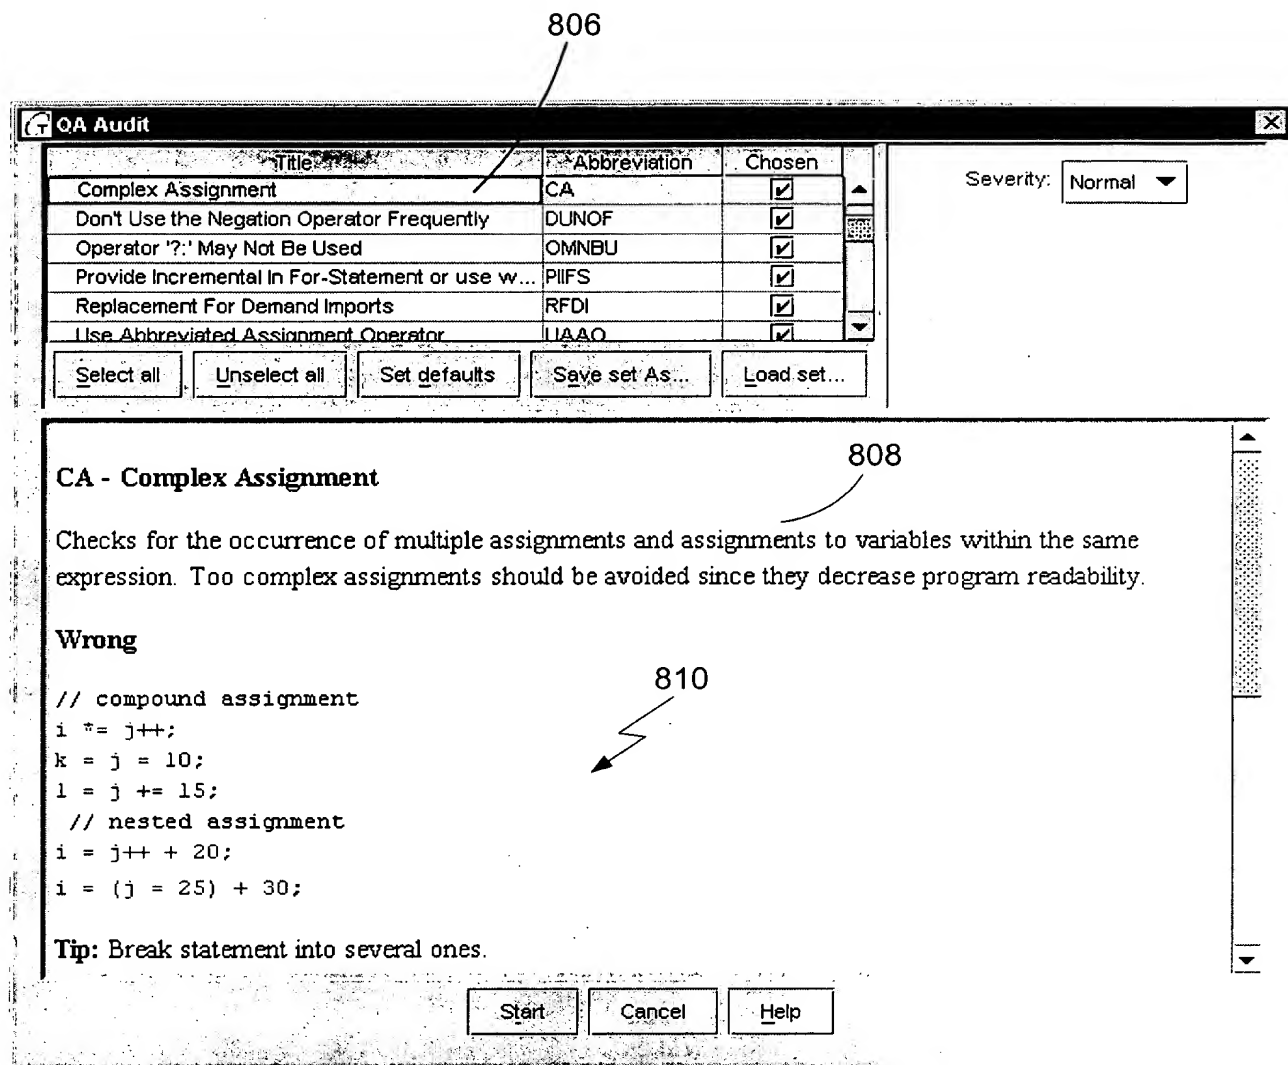 806
QA Audit
Title Abbreviation Chosen
Complex Assignment CA
Severity: Normal
Don't Use the Negation Operator Frequently DUNOF
Operator '?:' May Not Be Used OMNBU
Provide Incremental In For-Statement or use w... PIIFS
Replacement For Demand Imports RFDI
Use Abbreviated Assignment Operator UAAO
Select all Unselect all Set defaults Save set As... Load set...
808
CA - Complex Assignment
Checks for the occurrence of multiple assignments and assignments to variables within the same
expression. Too complex assignments should be avoided since they decrease program readability.
Wrong
810
// compound assignment
i *= j++;
k = j = 10;
l = j += 15;
// nested assignment
i = j++ + 20;
i = (j = 25) + 30;
Tip: Break statement into several ones.
Start Cancel Help